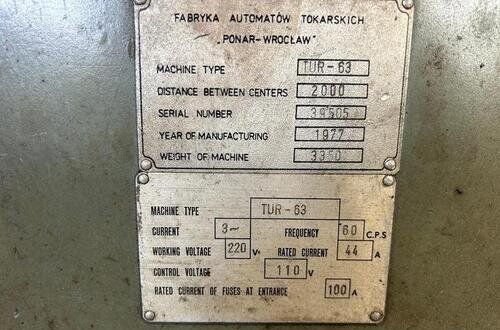 FABRYKA AUTOMATÓW TOKARSKICH
„PONAR-WROCŁAW"
MACHINE TYPE TUR-63
DISTANCE BETWEEN CENTERS 2000
SERIAL NUMBER 39505
YEAR OF MANUFACTURING 1977
WEIGHT OF MACHINE 3350
MACHINE TYPE TUR-63
CURRENT 3~ FREQUENCY 60 C.P.S
WORKING VOLTAGE 220 V. RATED CURRENT 44 A
CONTROL VOLTAGE 110 V
RATED CURRENT OF FUSES AT ENTRANCE 100 A